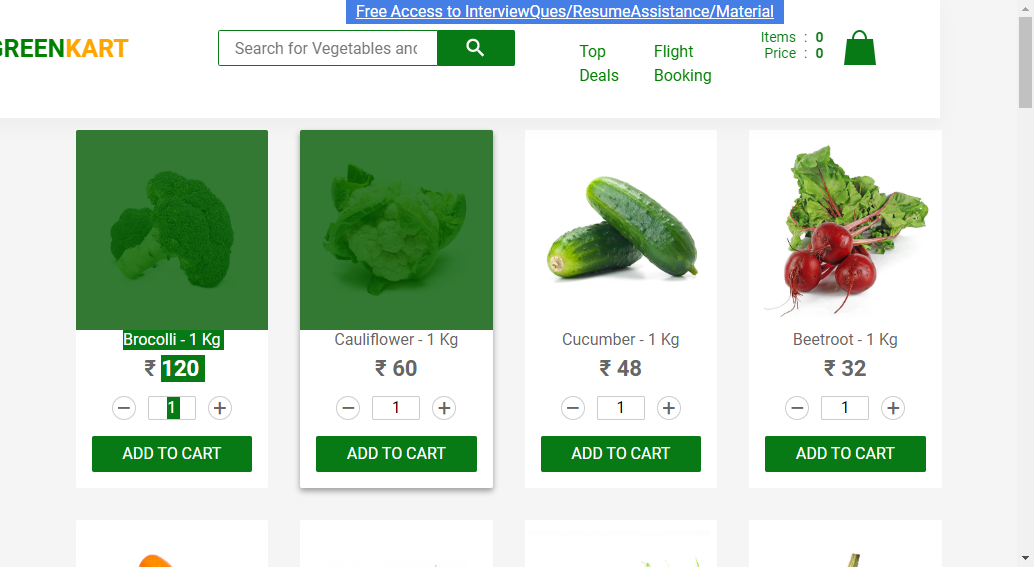 Free Access to InterviewQues/ResumeAssistance/Material
GREENKART
Search for Vegetables and
Top
Deals
Flight
Booking
Items : 0
Price : 0
Brocolli - 1 Kg
₹ 120
1
ADD TO CART
Cauliflower - 1 Kg
₹ 60
1
ADD TO CART
Cucumber - 1 Kg
₹ 48
1
ADD TO CART
Beetroot - 1 Kg
₹ 32
1
ADD TO CART